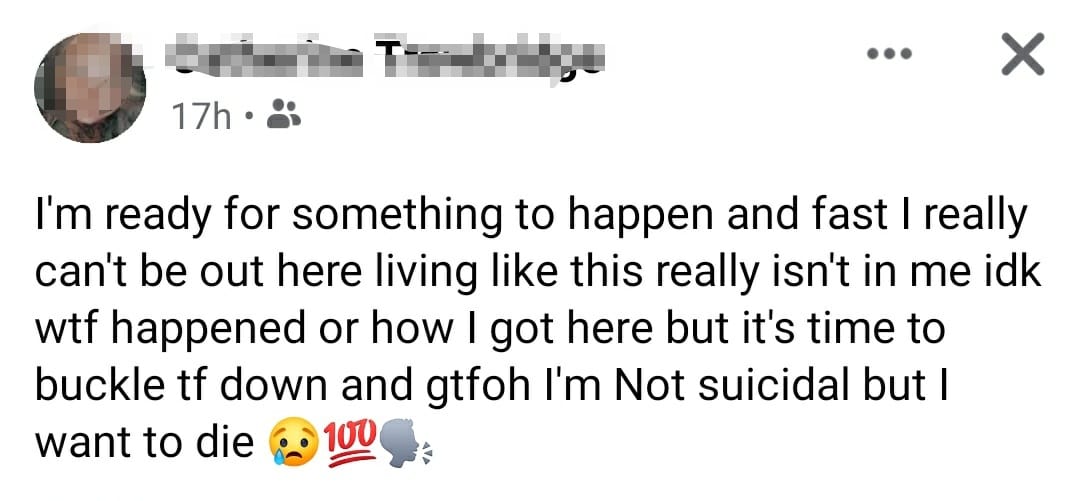 17h
I'm ready for something to happen and fast I really
can't be out here living like this really isn't in me idk
wtf happened or how I got here but it's time to
buckle tf down and gtfoh I'm Not suicidal but I
want to die 😥💯🗣️